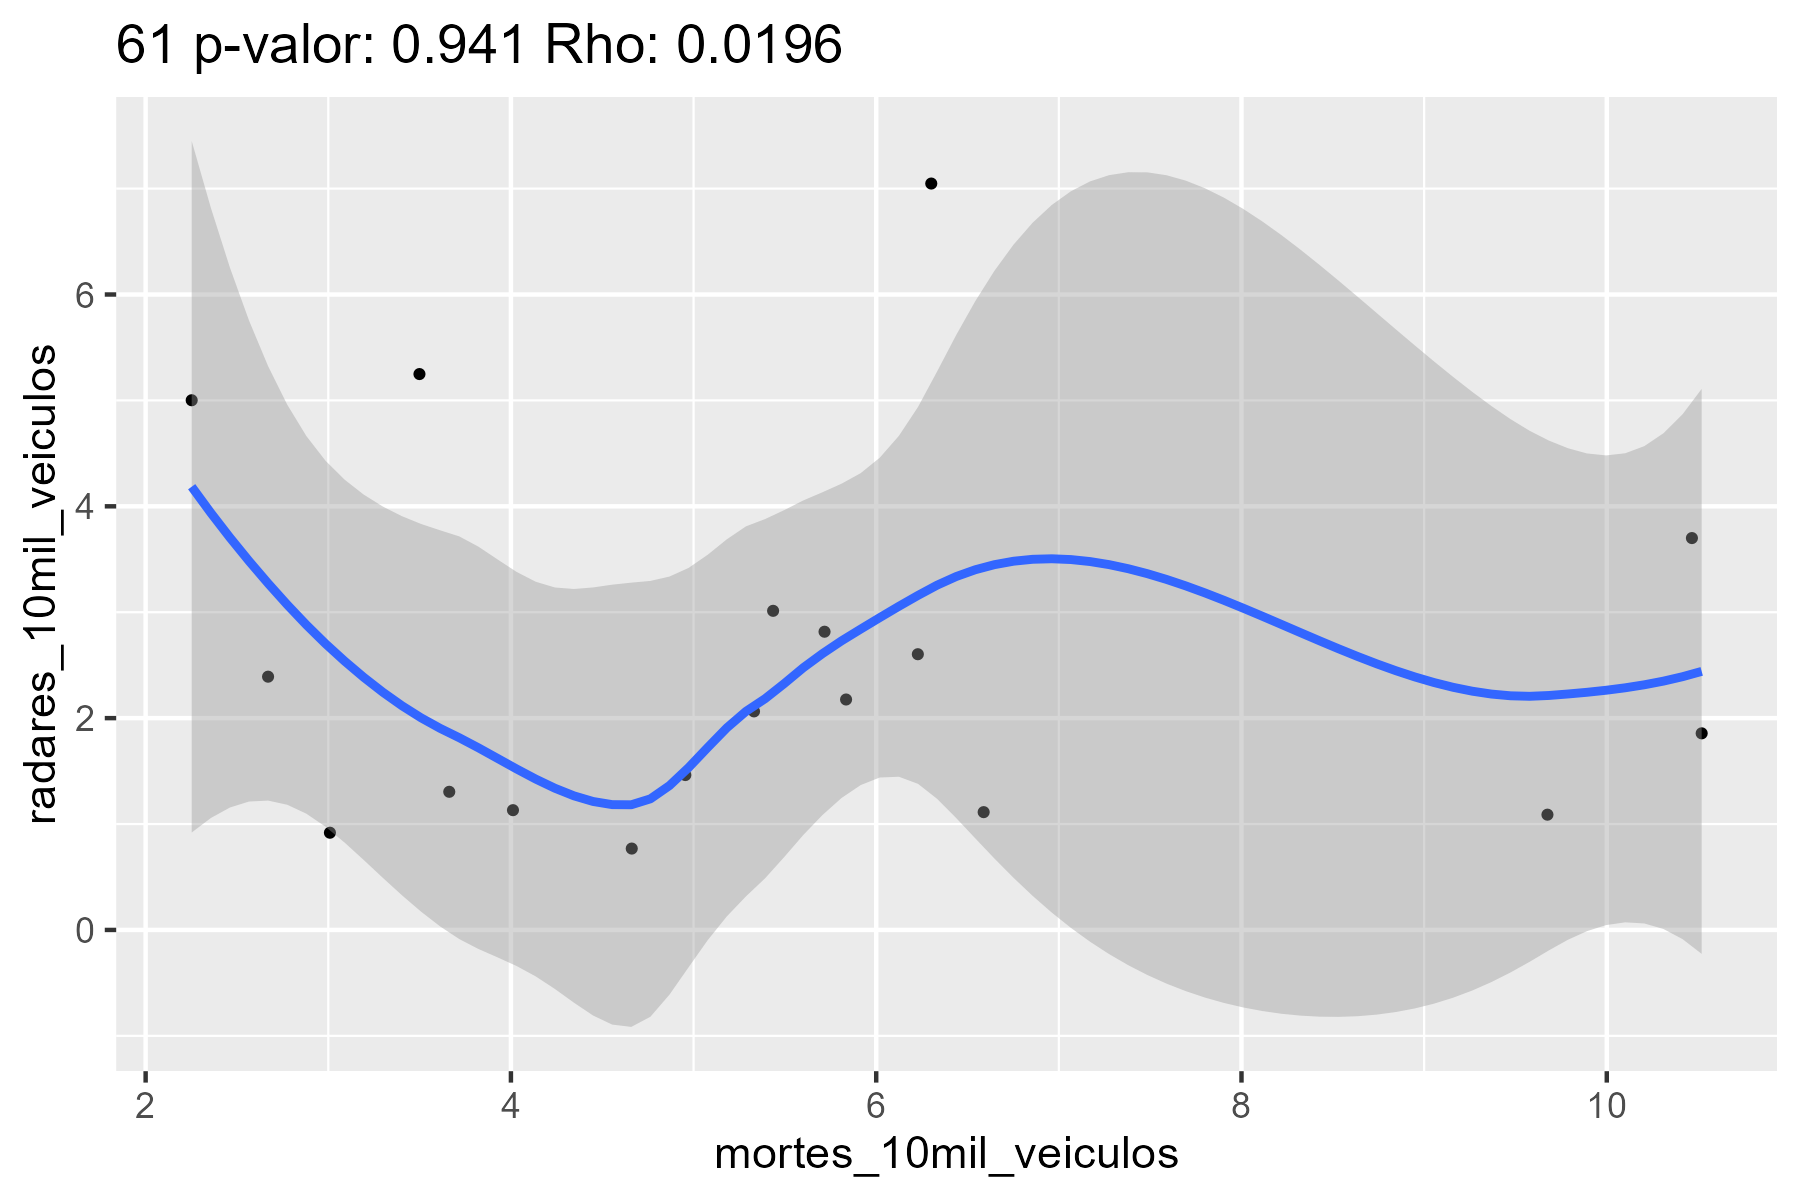 61 p-valor: 0.941 Rho: 0.0196
radares_10mil_veiculos
6
4
2
0
2 4 6 8 10
mortes_10mil_veiculos